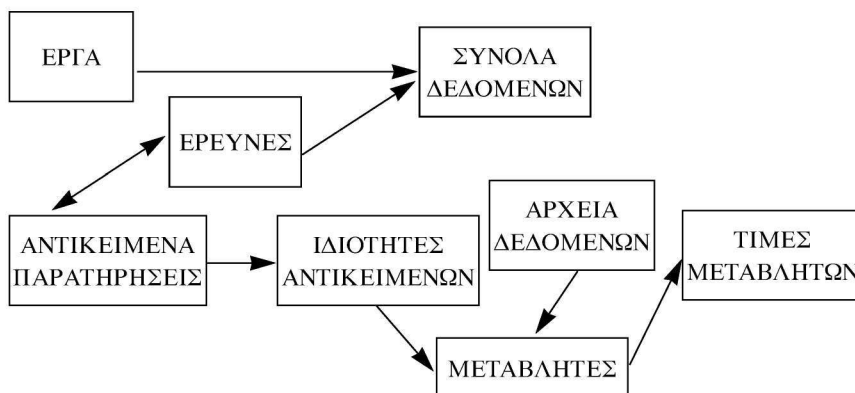 ΕΡΓΑ
ΣΥΝΟΛΑ
ΔΕΔΟΜΕΝΩΝ
ΕΡΕΥΝΕΣ
ΑΝΤΙΚΕΙΜΕΝΑ
ΠΑΡΑΤΗΡΗΣΕΙΣ
ΙΔΙΟΤΗΤΕΣ
ΑΝΤΙΚΕΙΜΕΝΩΝ
ΑΡΧΕΙΑ
ΔΕΔΟΜΕΝΩΝ
ΤΙΜΕΣ
ΜΕΤΑΒΛΗΤΩΝ
ΜΕΤΑΒΛΗΤΕΣ